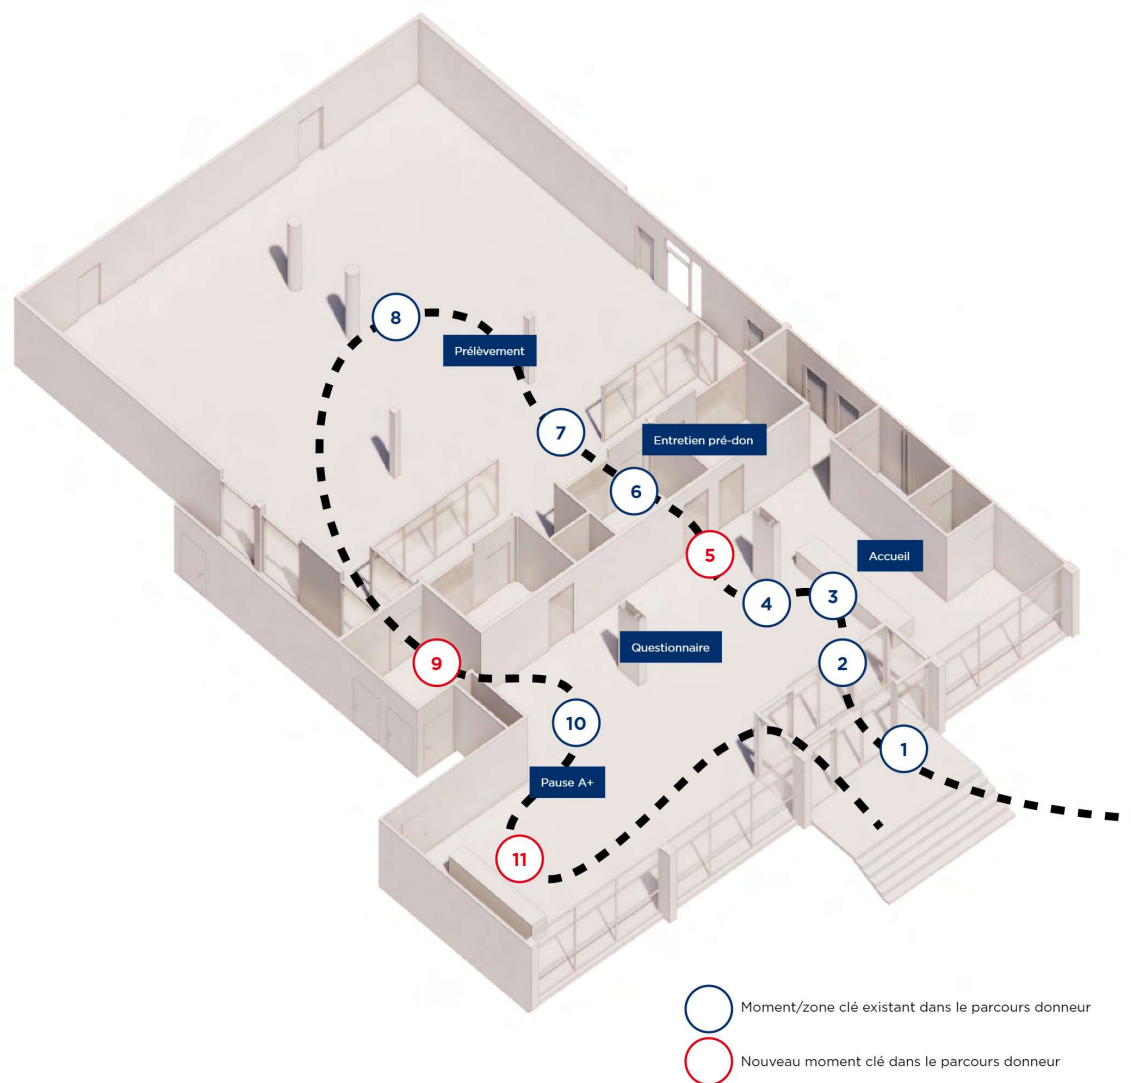 8
Prélèvement
7
Entretien pré-don
6
5
Accueil
4
3
Questionnaire
2
9
10
1
Pause A+
11
Moment/zone clé existant dans le parcours donneur
Nouveau moment clé dans le parcours donneur